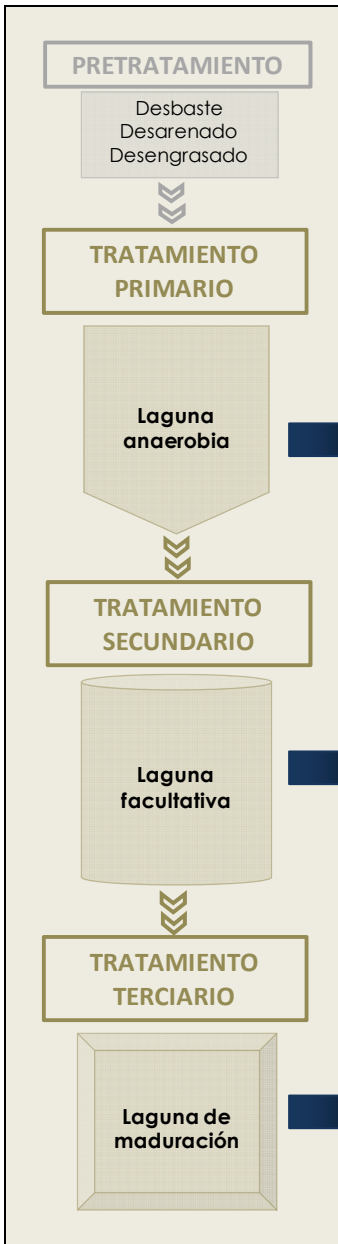 PRETRATAMIENTO
Desbaste
Desarenado
Desengrasado
TRATAMIENTO
PRIMARIO
Laguna
anaerobia
TRATAMIENTO
SECUNDARIO
Laguna
facultativa
TRATAMIENTO
TERCIARIO
Laguna de
maduración